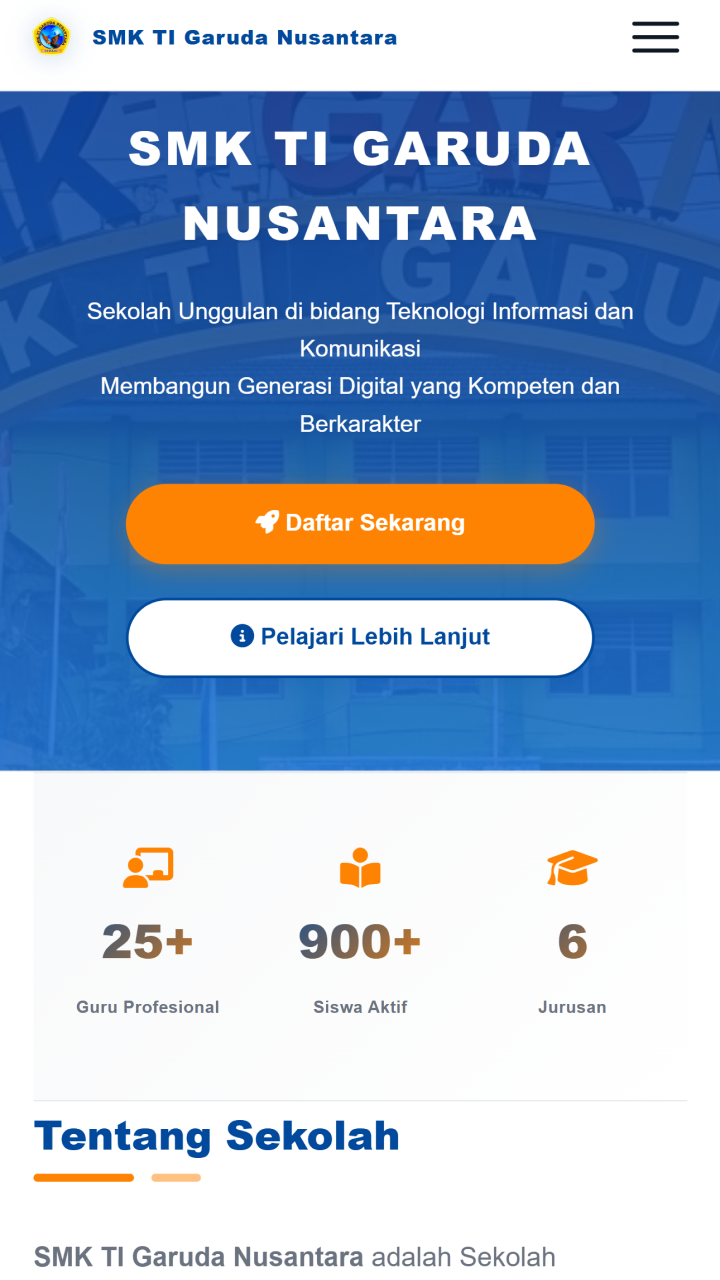 SMK TI Garuda Nusantara
SMK TI GARUDA
NUSANTARA
Sekolah Unggulan di bidang Teknologi Informasi dan
Komunikasi
Membangun Generasi Digital yang Kompeten dan
Berkarakter
Daftar Sekarang
Pelajari Lebih Lanjut
25+
900+
6
Guru Profesional
Siswa Aktif
Jurusan
Tentang Sekolah
SMK TI Garuda Nusantara adalah Sekolah